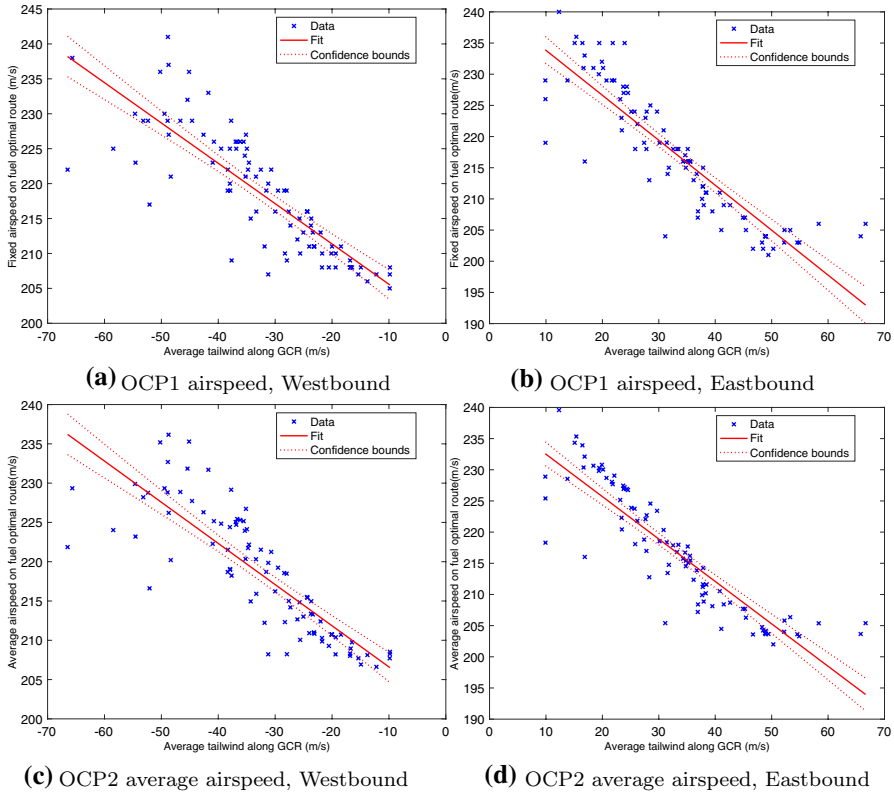 245
240
235
230
225
220
215
210
205
200
-70 -60 -50 -40 -30 -20 -10 0
Fixed airspeed on fuel optimal route (m/s)
Average tailwind along GCR (m/s)
Data
Fit
Confidence bounds
(a) OCP1 airspeed, Westbound
240
235
230
225
220
215
210
205
200
195
190
0 10 20 30 40 50 60 70
Fixed airspeed on fuel optimal route (m/s)
Average tailwind along GCR (m/s)
Data
Fit
Confidence bounds
(b) OCP1 airspeed, Eastbound
240
235
230
225
220
215
210
205
200
-70 -60 -50 -40 -30 -20 -10 0
Average airspeed on fuel optimal route(m/s)
Average tailwind along GCR (m/s)
Data
Fit
Confidence bounds
(c) OCP2 average airspeed, Westbound
240
235
230
225
220
215
210
205
200
195
190
0 10 20 30 40 50 60 70
Average airspeed on fuel optimal route(m/s)
Average tailwind along GCR (m/s)
Data
Fit
Confidence bounds
(d) OCP2 average airspeed, Eastbound